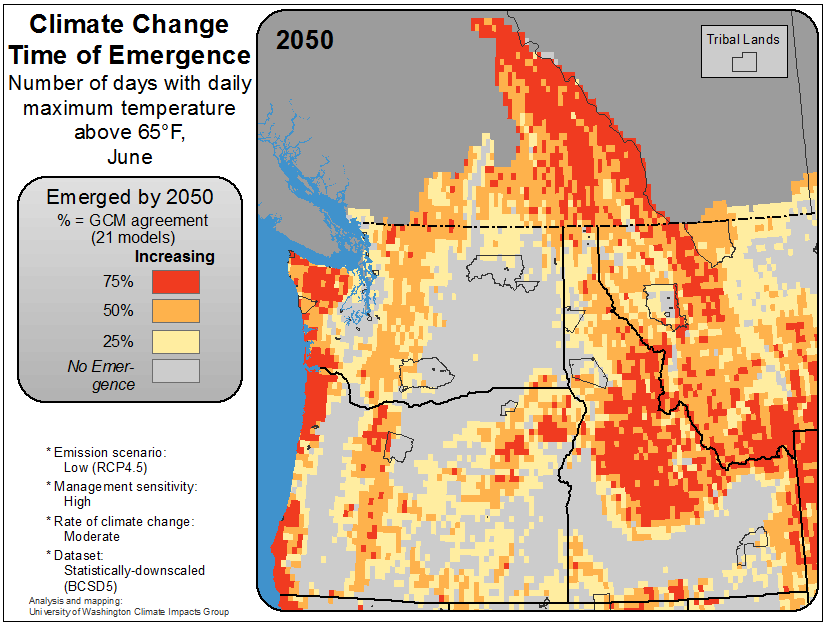 Climate Change
Time of Emergence
Number of days with daily
maximum temperature
above 65°F,
June
2050
Tribal Lands
Emerged by 2050
% = GCM agreement
(21 models)
Increasing
75%
50%
25%
No Emer-
gence
* Emission scenario:
Low (RCP4.5)
* Management sensitivity:
High
* Rate of climate change:
Moderate
* Dataset:
Statistically-downscaled
(BCSD5)
Analysis and mapping:
University of Washington Climate Impacts Group